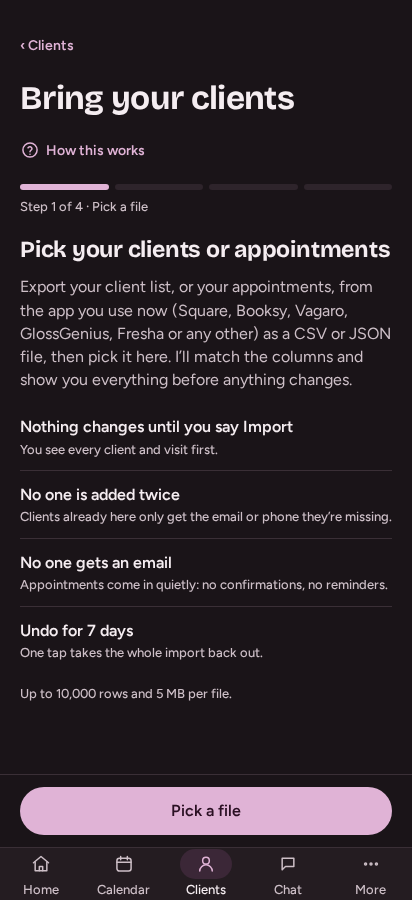 ‹ Clients
Bring your clients
How this works
Step 1 of 4 · Pick a file
Pick your clients or appointments
Export your client list, or your appointments, from
the app you use now (Square, Booksy, Vagaro,
GlossGenius, Fresha or any other) as a CSV or JSON
file, then pick it here. I’ll match the columns and
show you everything before anything changes.
Nothing changes until you say Import
You see every client and visit first.
No one is added twice
Clients already here only get the email or phone they’re missing.
No one gets an email
Appointments come in quietly: no confirmations, no reminders.
Undo for 7 days
One tap takes the whole import back out.
Up to 10,000 rows and 5 MB per file.
Pick a file
Home Calendar Clients Chat More